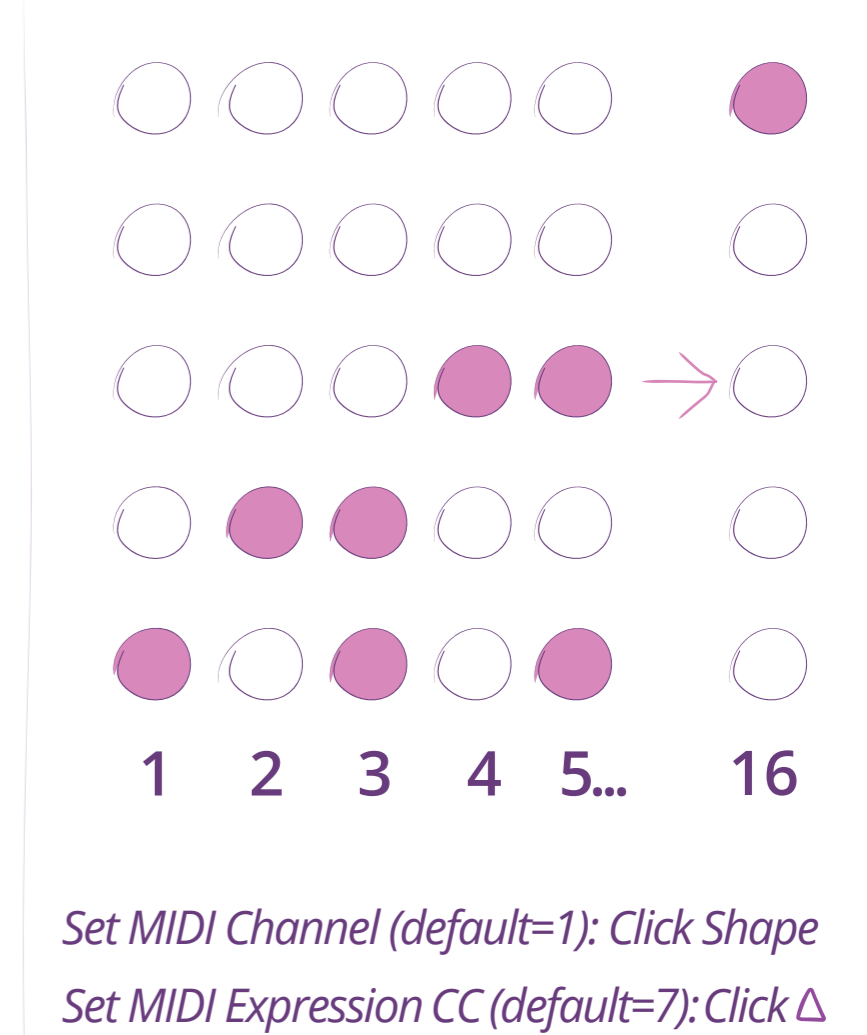 1 2 3 4 5... 16
Set MIDI Channel (default=1): Click Shape
Set MIDI Expression CC (default=7): Click △